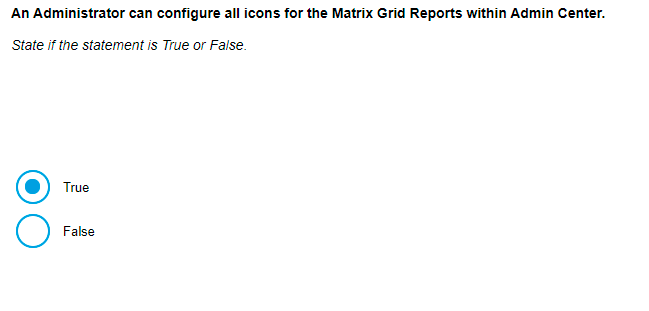 An Administrator can configure all icons for the Matrix Grid Reports within Admin Center.
State if the statement is True or False.
True
False